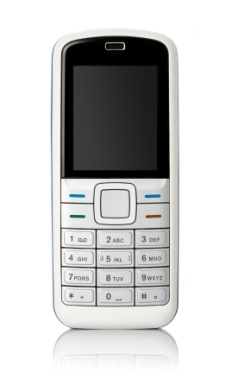 1 2 ABC 3 DEF
4 GHI 5 JKL 6 MNO
7 PQRS 8 TUV 9 WXYZ
* + 0 #